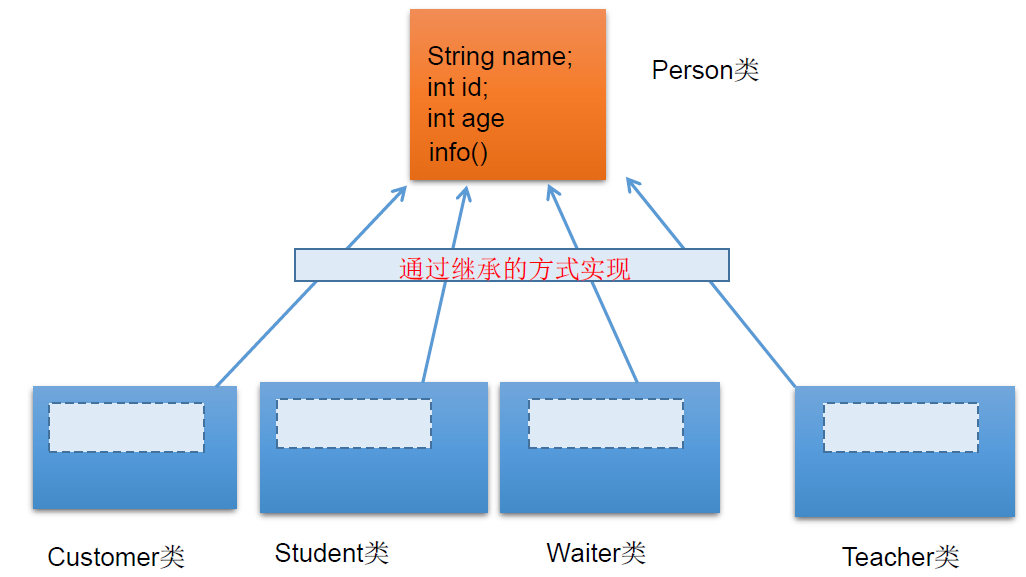 String name;
int id;
int age
info()
Person类
通过继承的方式实现
Customer类
Student类
Waiter类
Teacher类